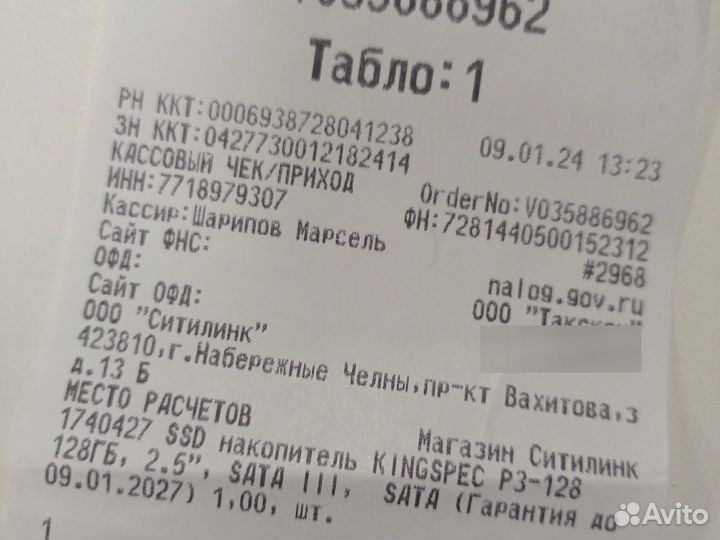 Табло:1
РН ККТ:0006938728041238
09.01.24 13:23
ЗН ККТ:0427730012182414
КАССОВЫЙ ЧЕК/ПРИХОД
OrderNo:V035886962
ИНН:7718979307
ФН:7281440500152312
Кассир:Шарипов Марсель
#2968
Сайт ФНС:
nalog.gov.ru
ОФД:
ООО
Сайт ОФД:
ООО "Ситилинк"
423810,г.Набережные Челны,пр-кт Вахитова,з
д.13 Б
МЕСТО РАСЧЕТОВ
Магазин Ситилинк
1740427 SSD накопитель KINGSPEC P3-128
128ГБ, 2.5", SATA III, SATA (Гарантия до
09.01.2027) 1,00, шт.
1
Avito